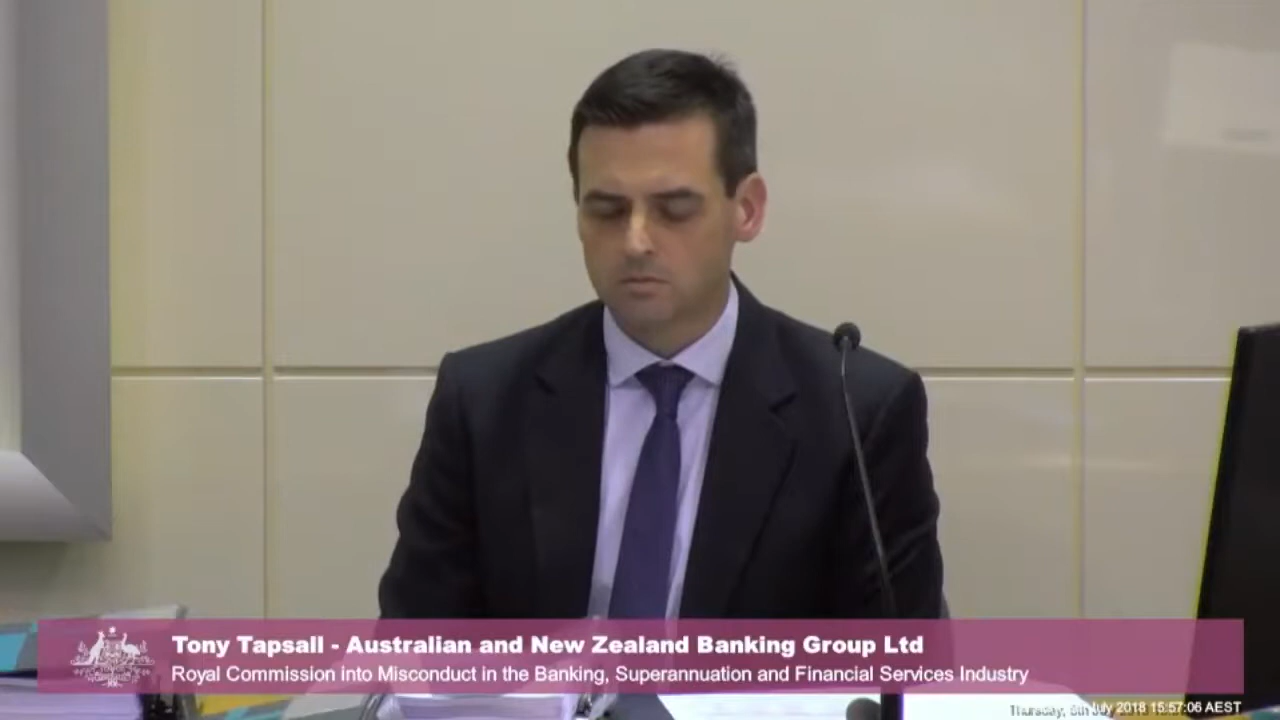 Tony Tapsall - Australian and New Zealand Banking Group Ltd
Royal Commission into Misconduct in the Banking, Superannuation and Financial Services Industry
Thursday, July 2018 15:57:06 AEST